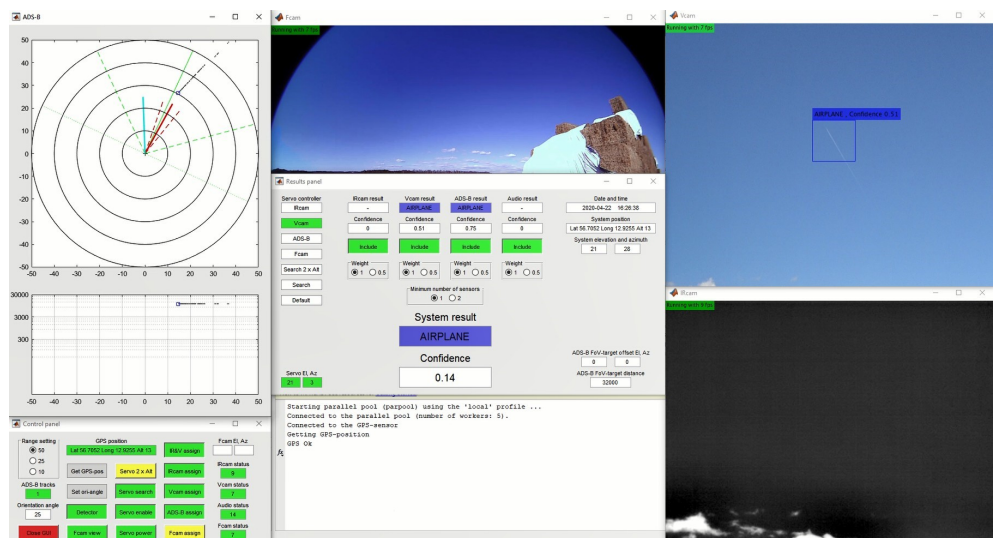 ADS-B
50
40
30
20
10
0
-10
-20
-30
-40
-50
-50 -40 -30 -20 -10 0 10 20 30 40 50
30000
3000
300
-50 -40 -30 -20 -10 0 10 20 30 40 50
Control panel
Range setting
50
25
10
ADS-B tracks
1
Orientation angle
25
Close GUI
GPS position
Lat 56.7052 Long 12.9255 Alt 13
Get GPS-pos
Servo 2 x Alt
Set ori-angle
Servo search
Detector
Servo enable
Fcam view
Servo power
IR&V assign
IRcam assign
Vcam assign
ADS-B assign
Fcam assign
Fcam El, Az
IRcam status
9
Vcam status
7
Audio status
14
Fcam status
7
Fcam
Running with 7 fps
Results panel
Servo controller
IRcam
Vcam
ADS-B
Fcam
Search 2 x Alt
Search
Default
Servo El, Az
21 3
IRcam result
-
Confidence
0
Include
Weight
1 0.5
Vcam result
AIRPLANE
Confidence
0.51
Include
Weight
1 0.5
ADS-B result
AIRPLANE
Confidence
0.75
Include
Weight
1 0.5
Audio result
-
Confidence
0
Include
Weight
1 0.5
Minimum number of sensors
1 2
System result
AIRPLANE
Confidence
0.14
Date and time
2020-04-22 16:26:38
System position
Lat 56.7052 Long 12.9255 Alt 13
System elevation and azimuth
21 28
ADS-B FoV-target offset El, Az
0 0
ADS-B FoV-target distance
32000
Starting parallel pool (parpool) using the 'local' profile ...
Connected to the parallel pool (number of workers: 5).
Connected to the GPS-sensor
Getting GPS-position
GPS Ok
fx
Vcam
Running with 7 fps
AIRPLANE , Confidence 0.51
IRcam
Running with 9 fps